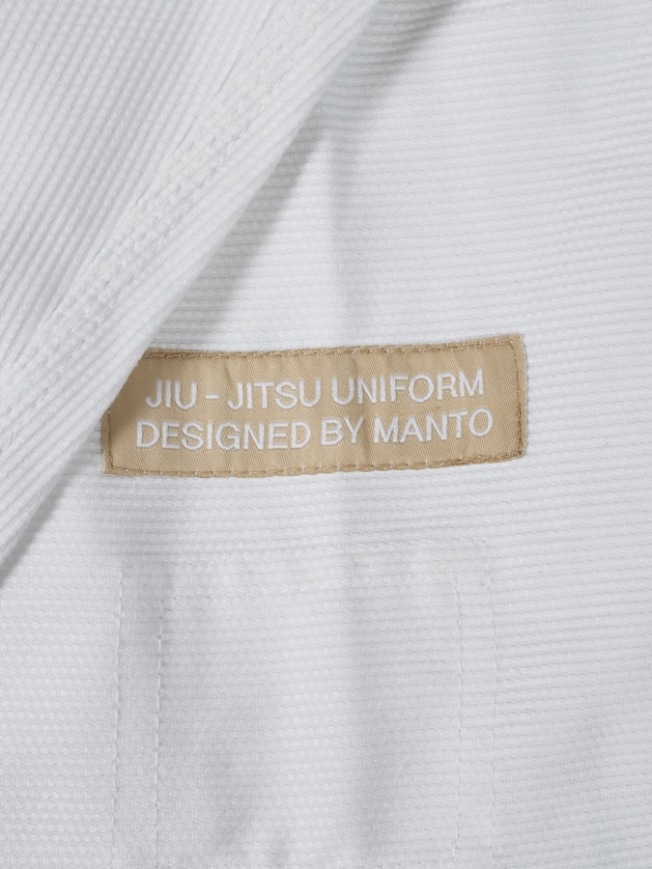 JIU - JITSU UNIFORM
DESIGNED BY MANTO